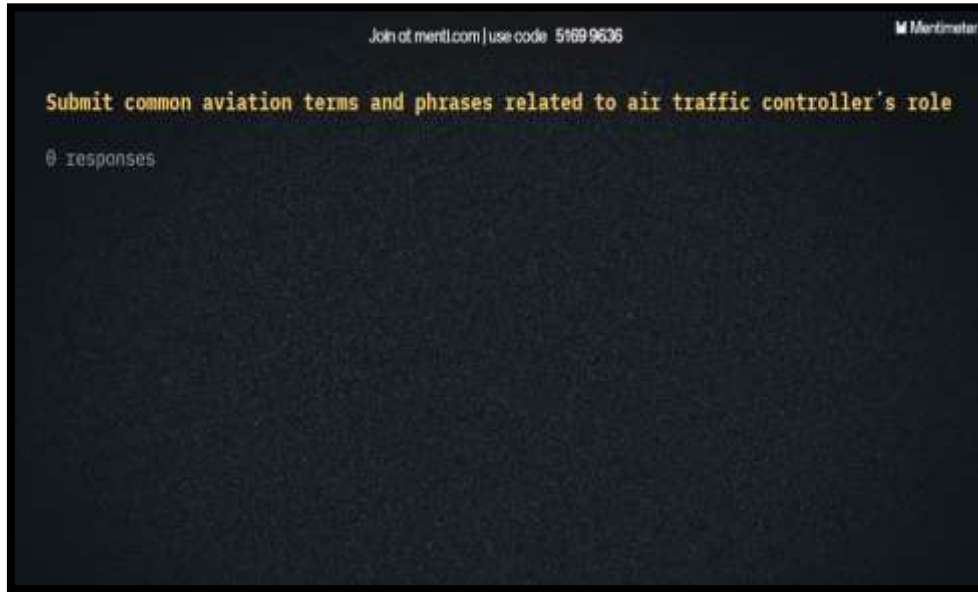 Join at menti.com | use code 5169 9636
Mentimeter
Submit common aviation terms and phrases related to air traffic controller´s role
0 responses